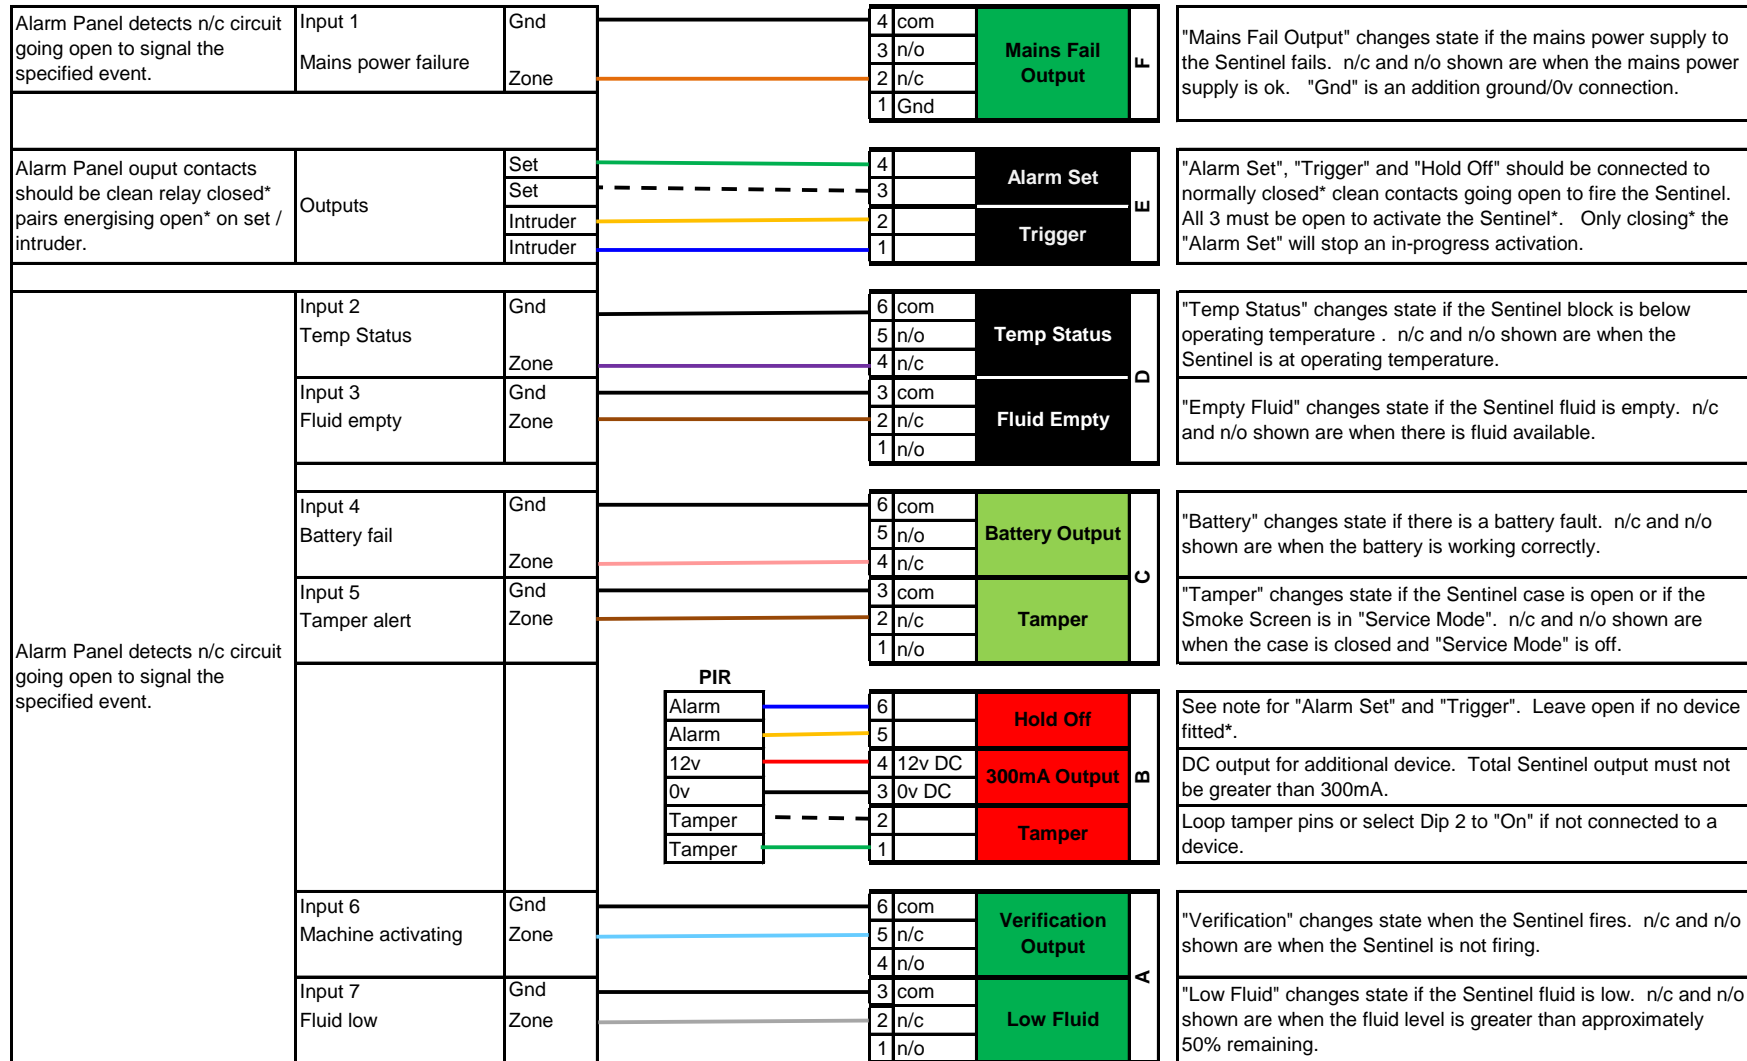 Alarm Panel detects n/c circuit
going open to signal the
specified event.
Input 1
Mains power failure
Gnd
Zone
4 com
3 n/o
2 n/c
1 Gnd
Mains Fail
Output
F
"Mains Fail Output" changes state if the mains power supply to
the Sentinel fails. n/c and n/o shown are when the mains power
supply is ok. "Gnd" is an addition ground/0v connection.
Alarm Panel ouput contacts
should be clean relay closed*
pairs energising open* on set /
intruder.
Outputs
Set
Set
Intruder
Intruder
4
3
2
1
Alarm Set
Trigger
E
"Alarm Set", "Trigger" and "Hold Off" should be connected to
normally closed* clean contacts going open to fire the Sentinel.
All 3 must be open to activate the Sentinel*. Only closing* the
"Alarm Set" will stop an in-progress activation.
Alarm Panel detects n/c circuit
going open to signal the
specified event.
Input 2
Temp Status
Gnd
Zone
6 com
5 n/o
4 n/c
Temp Status
D
"Temp Status" changes state if the Sentinel block is below
operating temperature . n/c and n/o shown are when the
Sentinel is at operating temperature.
Input 3
Fluid empty
Gnd
Zone
3 com
2 n/c
1 n/o
Fluid Empty
"Empty Fluid" changes state if the Sentinel fluid is empty. n/c
and n/o shown are when there is fluid available.
Input 4
Battery fail
Gnd
Zone
6 com
5 n/o
4 n/c
Battery Output
C
"Battery" changes state if there is a battery fault. n/c and n/o
shown are when the battery is working correctly.
Input 5
Tamper alert
Gnd
Zone
3 com
2 n/c
1 n/o
Tamper
"Tamper" changes state if the Sentinel case is open or if the
Smoke Screen is in "Service Mode". n/c and n/o shown are
when the case is closed and "Service Mode" is off.
PIR
Alarm
Alarm
12v
0v
Tamper
Tamper
6
5
4 12v DC
3 0v DC
2
1
Hold Off
300mA Output
Tamper
B
See note for "Alarm Set" and "Trigger". Leave open if no device
fitted*.
DC output for additional device. Total Sentinel output must not
be greater than 300mA.
Loop tamper pins or select Dip 2 to "On" if not connected to a
device.
Input 6
Machine activating
Gnd
Zone
6 com
5 n/c
4 n/o
Verification
Output
A
"Verification" changes state when the Sentinel fires. n/c and n/o
shown are when the Sentinel is not firing.
Input 7
Fluid low
Gnd
Zone
3 com
2 n/c
1 n/o
Low Fluid
"Low Fluid" changes state if the Sentinel fluid is low. n/c and n/o
shown are when the fluid level is greater than approximately
50% remaining.